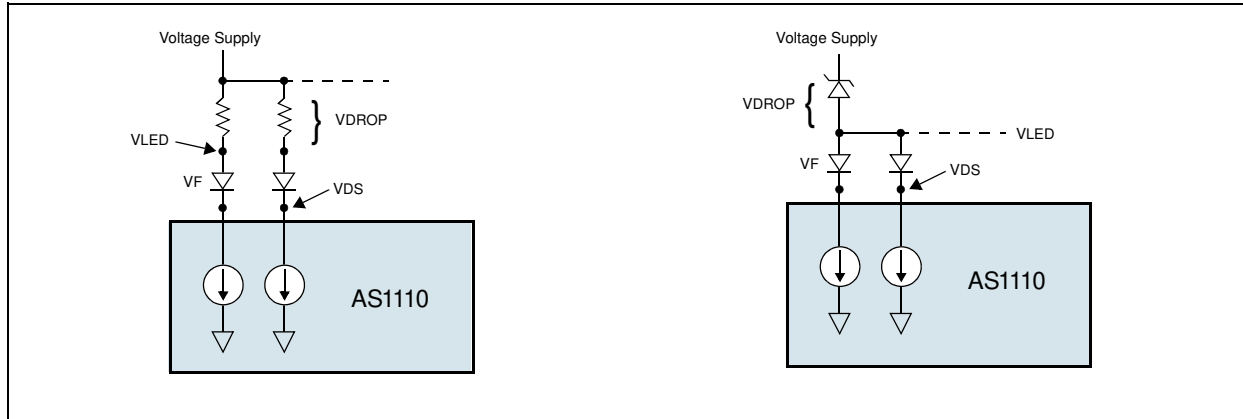 Voltage Supply
VDROP
VLED
VF
VDS
AS1110
Voltage Supply
VDROP
VLED
VF
VDS
AS1110